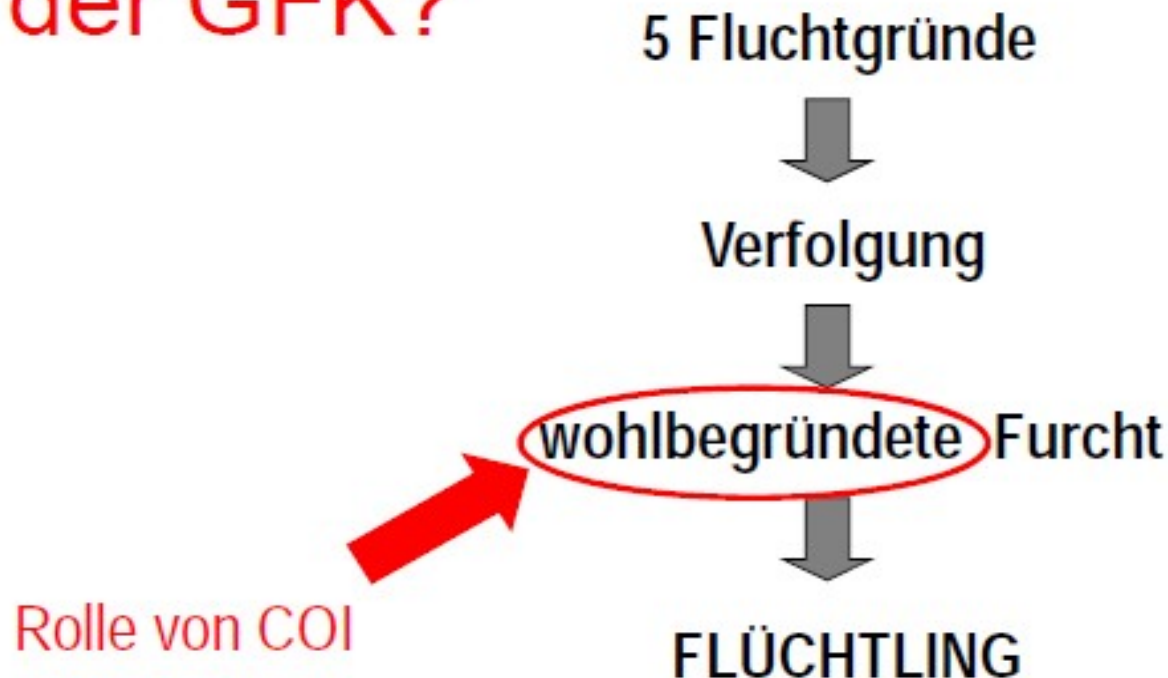 der GFK?
5 Fluchtgründe
Verfolgung
wohlbegründete Furcht
Rolle von COI
FLÜCHTLING